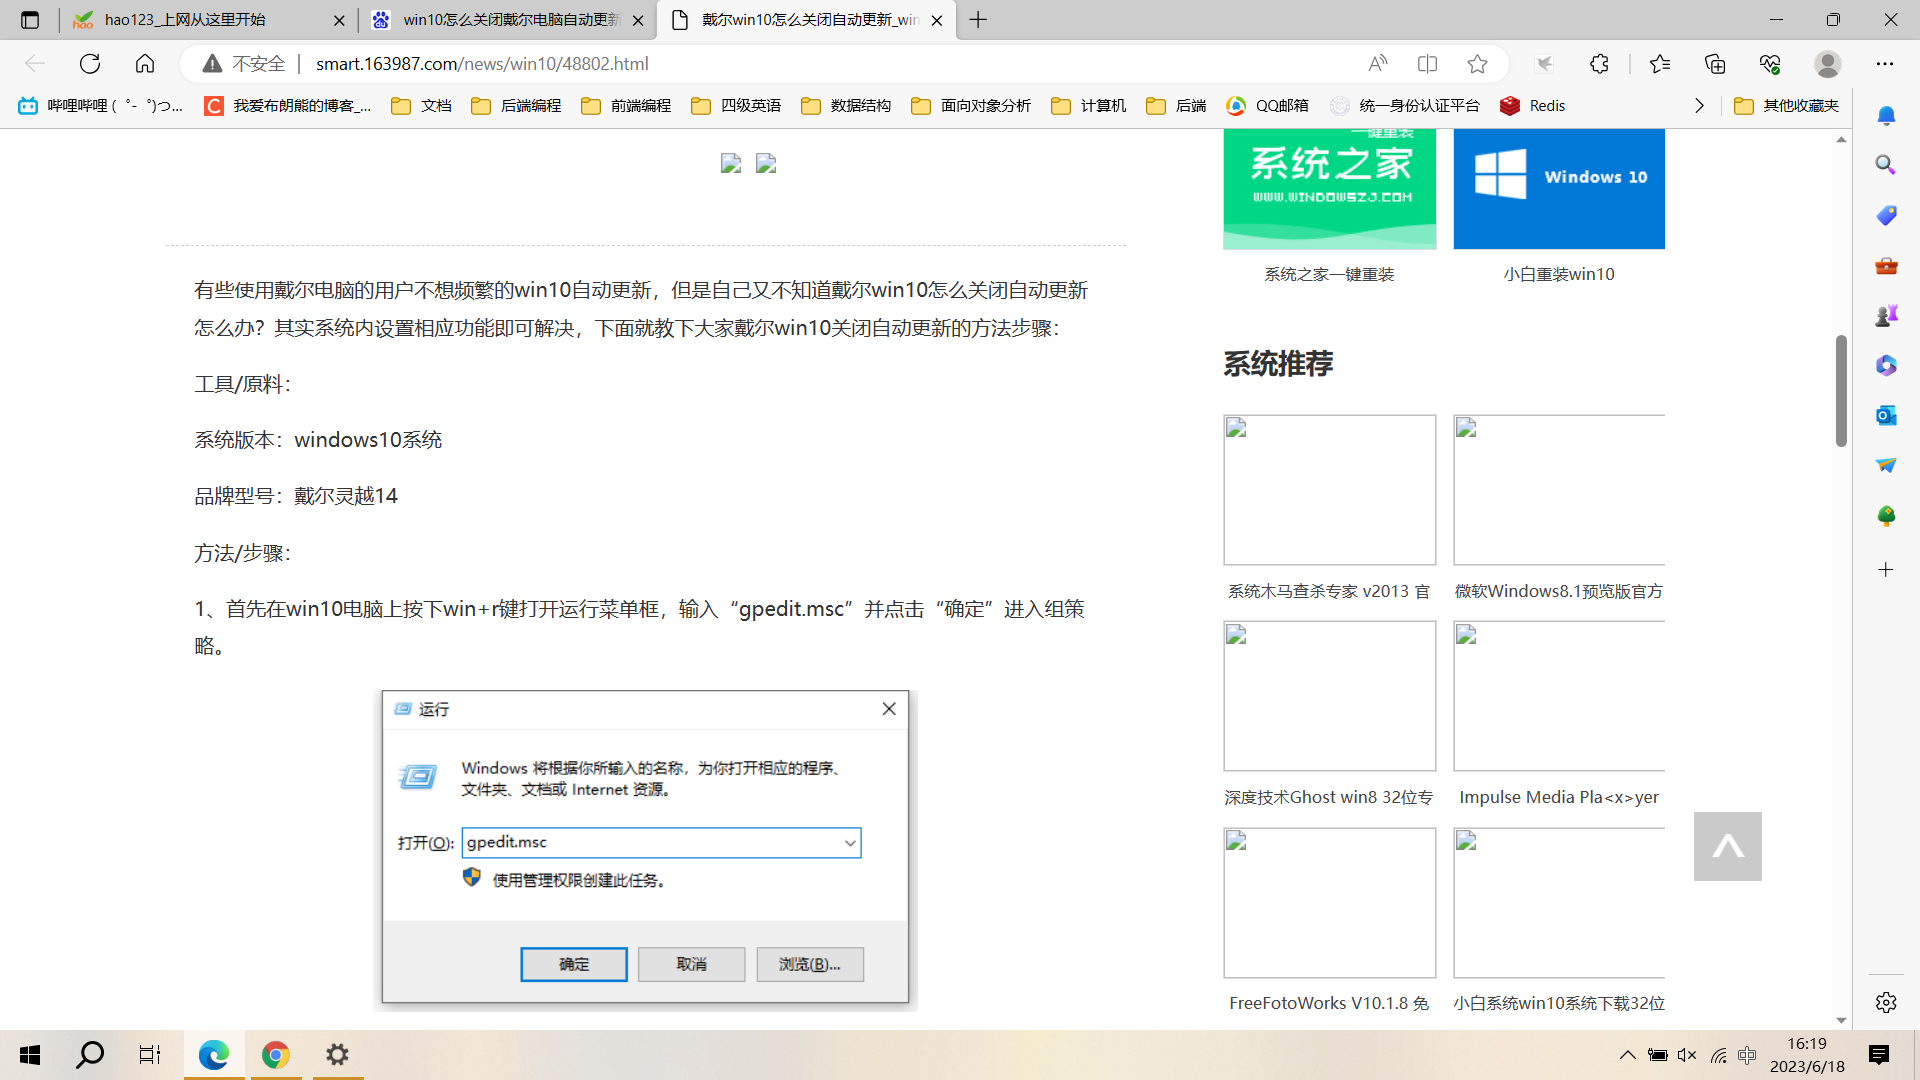 hao123_上网从这里开始
win10怎么关闭戴尔电脑自动更新
戴尔win10怎么关闭自动更新_win
不安全
smart.163987.com/news/win10/48802.html
哔哩哔哩 (゜-゜)つ...
我爱布朗熊的博客_...
文档
后端编程
前端编程
四级英语
数据结构
面向对象分析
计算机
后端
QQ邮箱
统一身份认证平台
Redis
其他收藏夹
有些使用戴尔电脑的用户不想频繁的win10自动更新，但是自己又不知道戴尔win10怎么关闭自动更新
怎么办？其实系统内设置相应功能即可解决，下面就教下大家戴尔win10关闭自动更新的方法步骤：
工具/原料：
系统版本：windows10系统
品牌型号：戴尔灵越14
方法/步骤：
1、首先在win10电脑上按下win+r键打开运行菜单框，输入“gpedit.msc”并点击“确定”进入组策
略。
运行
Windows 将根据你所输入的名称，为你打开相应的程序、
文件夹、文档或 Internet 资源。
打开(O):
gpedit.msc
使用管理权限创建此任务。
确定
取消
浏览(B)...
一键重装
系统之家
WWW.WINDOWSZJ.COM
Windows 10
系统之家一键重装
小白重装win10
系统推荐
系统木马查杀专家 v2013 官
微软Windows8.1预览版官方
深度技术Ghost win8 32位专
Impulse Media Pla<x>yer
FreeFotoWorks V10.1.8 免
小白系统win10系统下载32位
中
16:19
2023/6/18